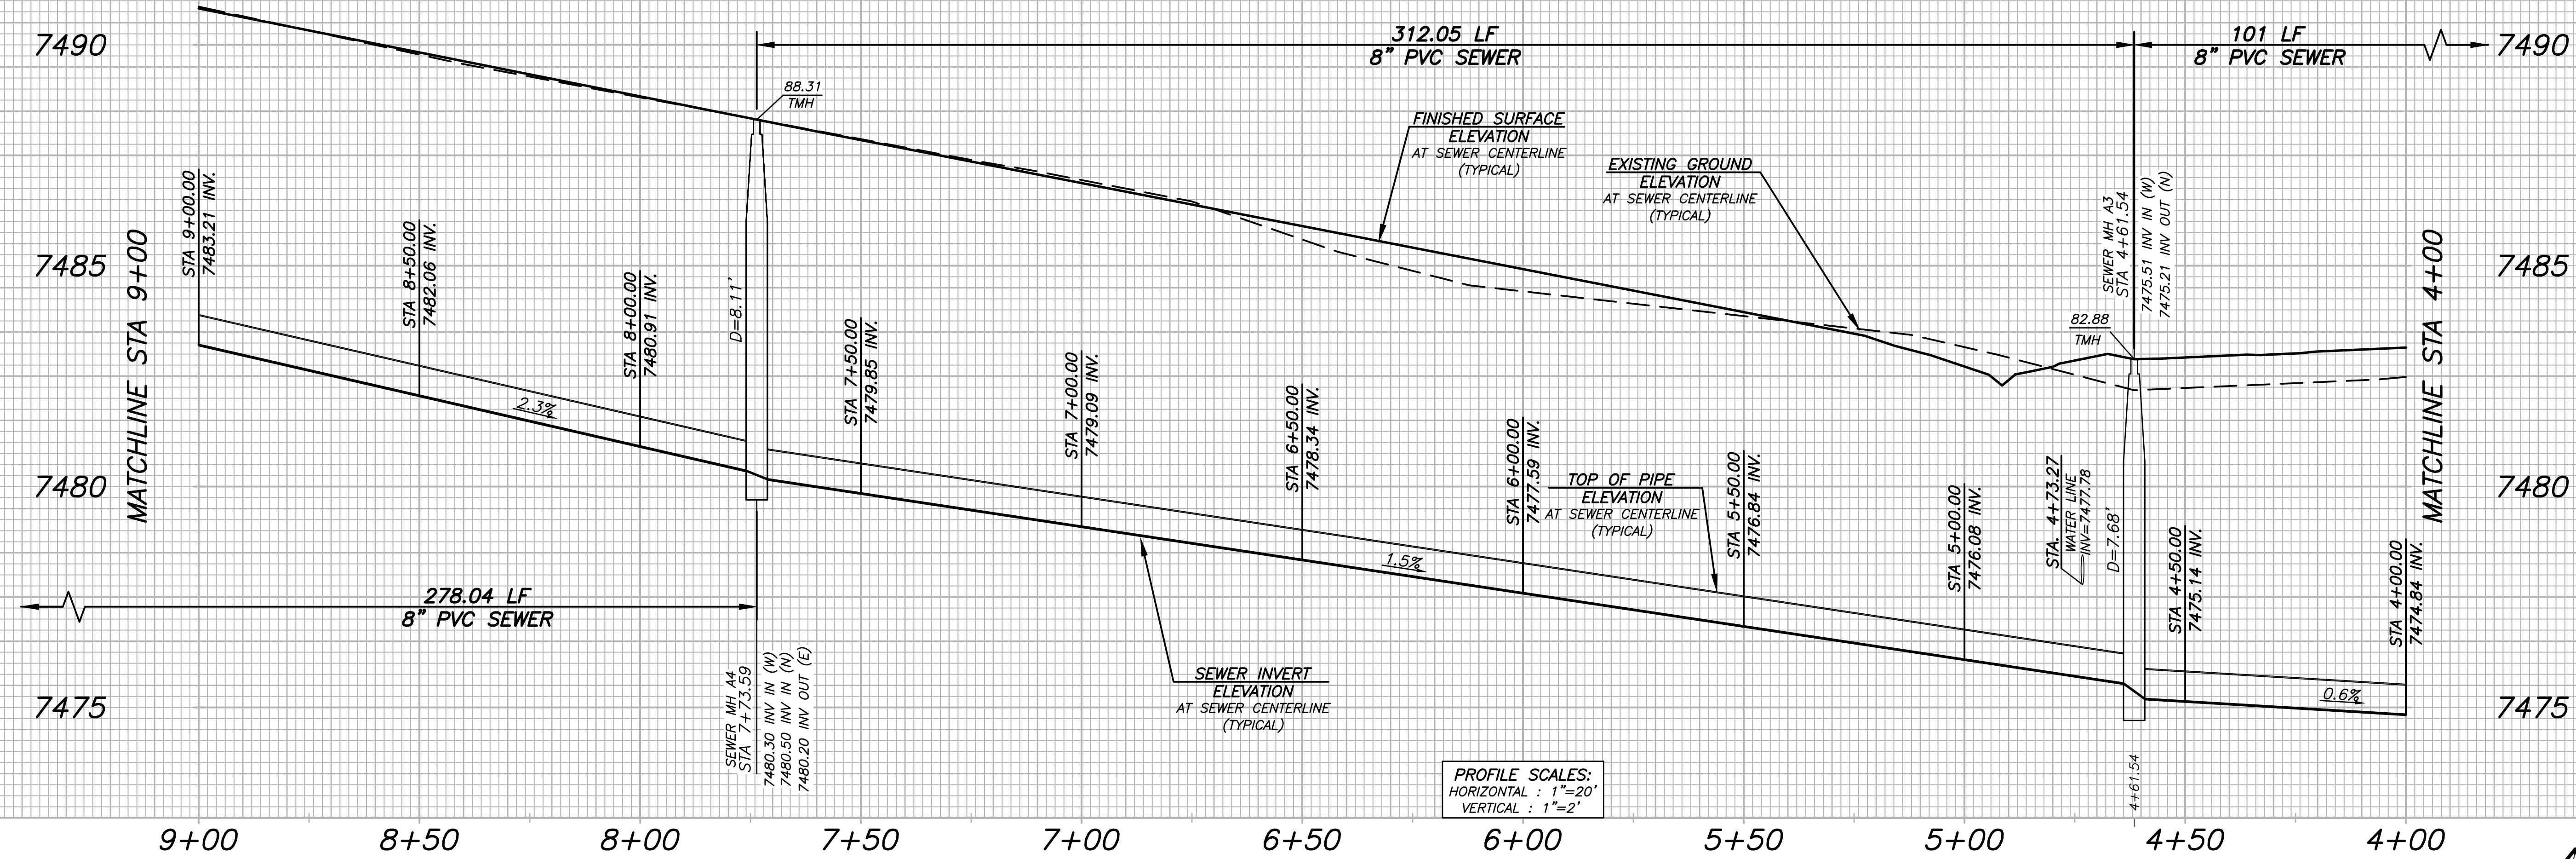 7490
7485
7480
7475
MATCHLINE STA 9+00
STA 9+00.00
7483.21 INV.
STA 8+50.00
7482.06 INV.
STA 8+00.00
7480.91 INV.
2.3%
88.31
TMH
D=8.11'
278.04 LF
8" PVC SEWER
SEWER MH A4
STA 7+73.59
7480.30 INV IN (W)
7480.50 INV IN (N)
7480.20 INV OUT (E)
312.05 LF
8" PVC SEWER
STA 7+50.00
7479.85 INV.
STA 7+00.00
7479.09 INV.
STA 6+50.00
7478.34 INV.
1.5%
STA 6+00.00
7477.59 INV.
STA 5+50.00
7476.84 INV.
STA 5+00.00
7476.08 INV.
FINISHED SURFACE
ELEVATION
AT SEWER CENTERLINE
(TYPICAL)
EXISTING GROUND
ELEVATION
AT SEWER CENTERLINE
(TYPICAL)
TOP OF PIPE
ELEVATION
AT SEWER CENTERLINE
(TYPICAL)
SEWER INVERT
ELEVATION
AT SEWER CENTERLINE
(TYPICAL)
STA. 4+73.27
WATER LINE
INV=7477.78
D=7.68'
82.88
TMH
SEWER MH A3
STA 4+61.54
7475.51 INV IN (W)
7475.21 INV OUT (N)
101 LF
8" PVC SEWER
STA 4+50.00
7475.14 INV.
0.6%
STA 4+00.00
7474.84 INV.
4+61.54
MATCHLINE STA 4+00
7490
7485
7480
7475
PROFILE SCALES:
HORIZONTAL : 1"=20'
VERTICAL : 1"=2'
9+00 8+50 8+00 7+50 7+00 6+50 6+00 5+50 5+00 4+50 4+00